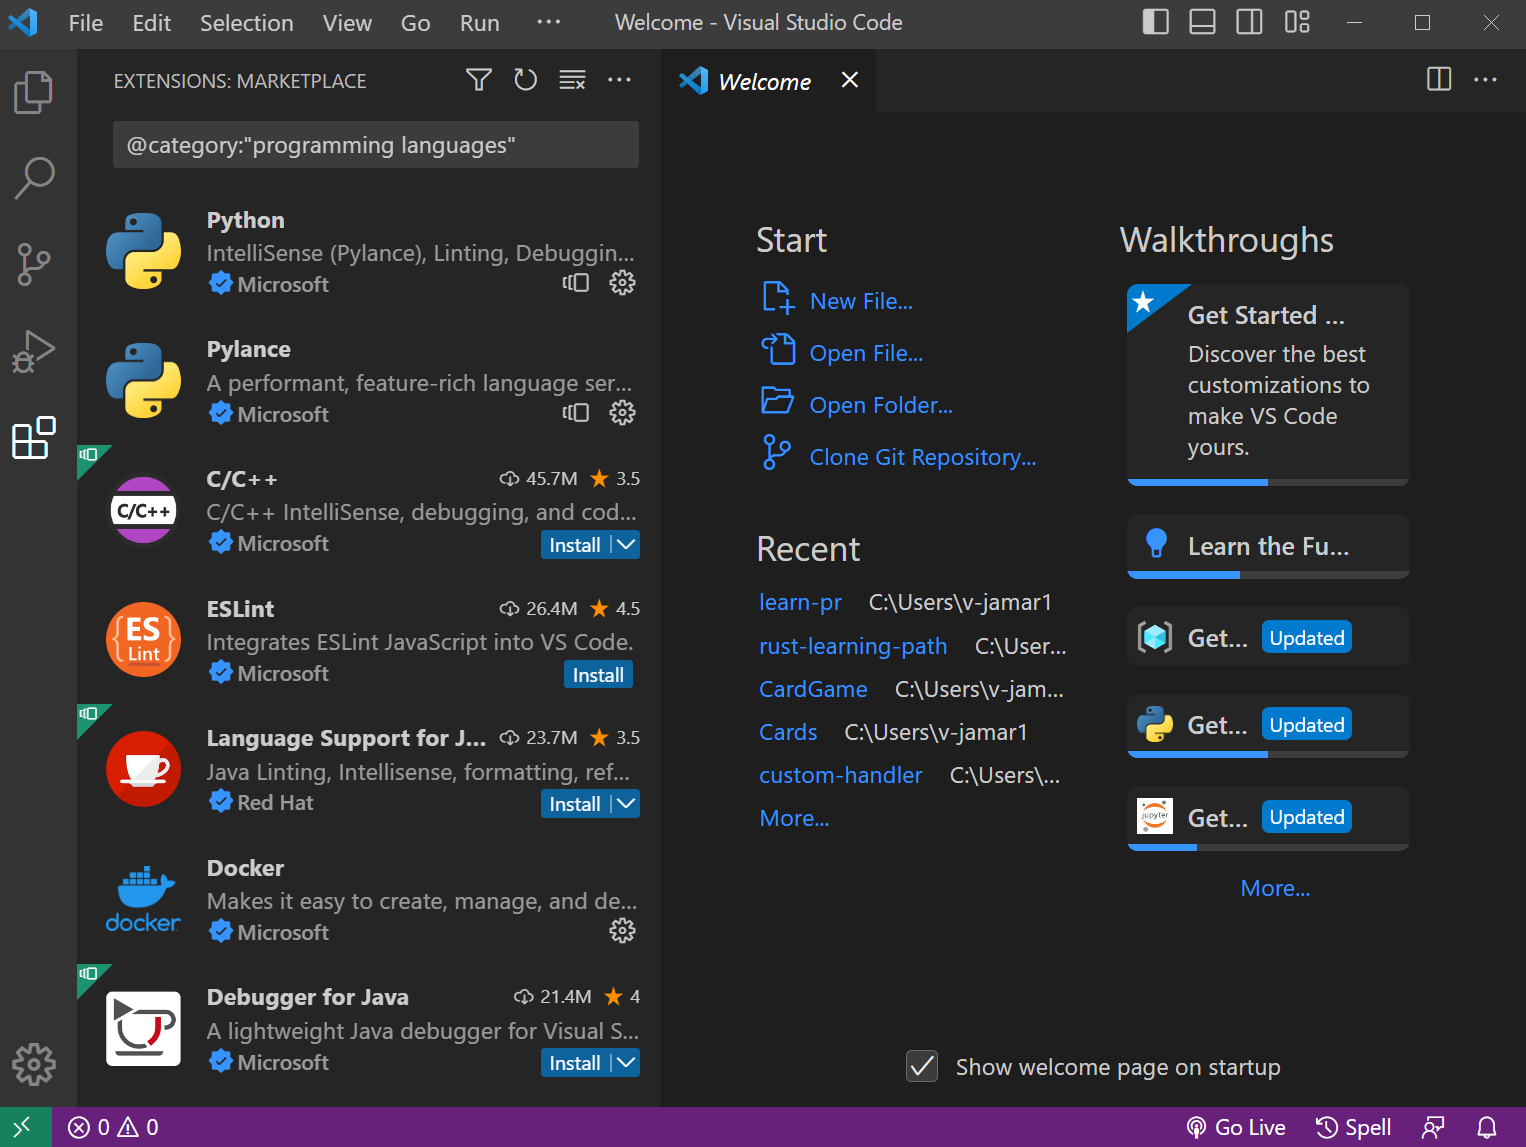 File Edit Selection View Go Run ··· Welcome - Visual Studio Code
EXTENSIONS: MARKETPLACE
@category:"programming languages"
Python
IntelliSense (Pylance), Linting, Debuggin...
Microsoft
Pylance
A performant, feature-rich language ser...
Microsoft
C/C++
C/C++ 45.7M 3.5
C/C++ IntelliSense, debugging, and cod...
Microsoft Install
ES Lint
ESLint 26.4M 4.5
Integrates ESLint JavaScript into VS Code.
Microsoft Install
Language Support for J... 23.7M 3.5
Java Linting, Intellisense, formatting, ref...
Red Hat Install
docker
Docker
Makes it easy to create, manage, and de...
Microsoft
Debugger for Java 21.4M 4
A lightweight Java debugger for Visual S...
Microsoft Install
Welcome
Start
New File...
Open File...
Open Folder...
Clone Git Repository...
Recent
learn-pr C:\Users\v-jamar1
rust-learning-path C:\User...
CardGame C:\Users\v-jam...
Cards C:\Users\v-jamar1
custom-handler C:\Users\...
More...
Walkthroughs
Get Started ...
Discover the best
customizations to
make VS Code
yours.
Learn the Fu...
Get... Updated
Get... Updated
jupyter
Get... Updated
More...
Show welcome page on startup
0 0 Go Live Spell